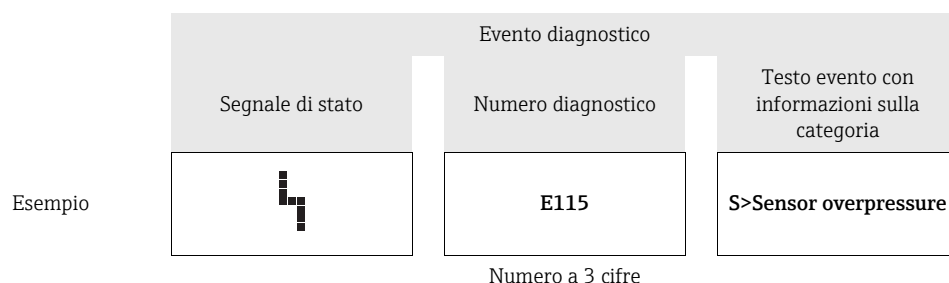 Evento diagnostico
Segnale di stato
Numero diagnostico
Testo evento con
informazioni sulla
categoria
Esempio
E115
S>Sensor overpressure
Numero a 3 cifre